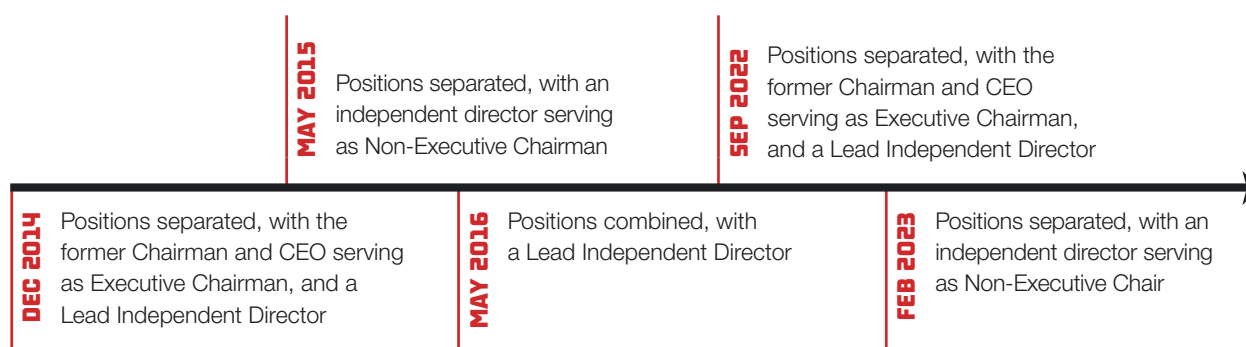 MAY 2015
Positions separated, with an
independent director serving
as Non-Executive Chairman
SEP 2022
Positions separated, with the
former Chairman and CEO
serving as Executive Chairman,
and a Lead Independent Director
DEC 2014
Positions separated, with the
former Chairman and CEO serving
as Executive Chairman, and a
Lead Independent Director
MAY 2016
Positions combined, with
a Lead Independent Director
FEB 2023
Positions separated, with an
independent director serving
as Non-Executive Chair